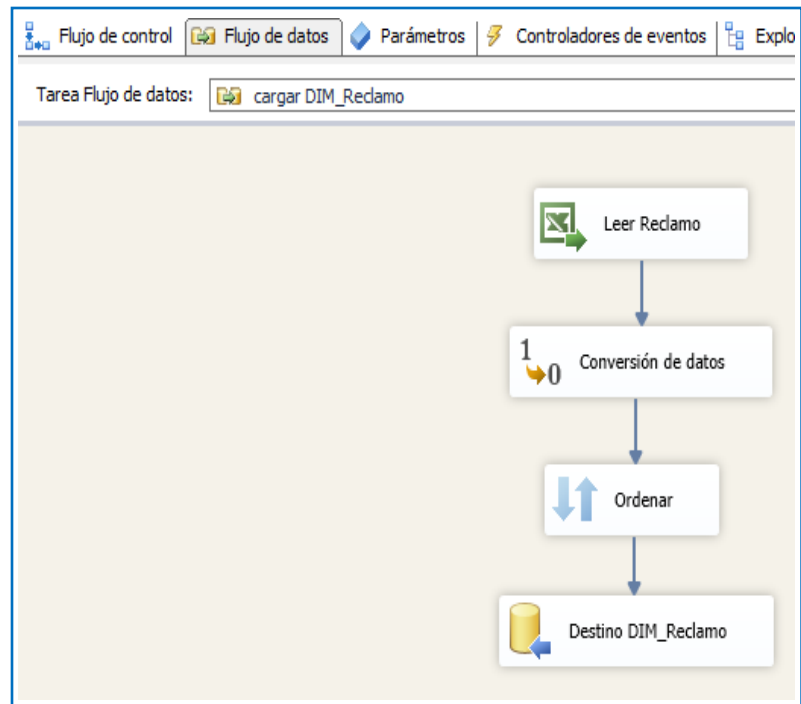 Flujo de control Flujo de datos Parámetros Controladores de eventos Explo
Tarea Flujo de datos: cargar DIM_Reclamo
Leer Reclamo
1
0 Conversión de datos
Ordenar
Destino DIM_Reclamo